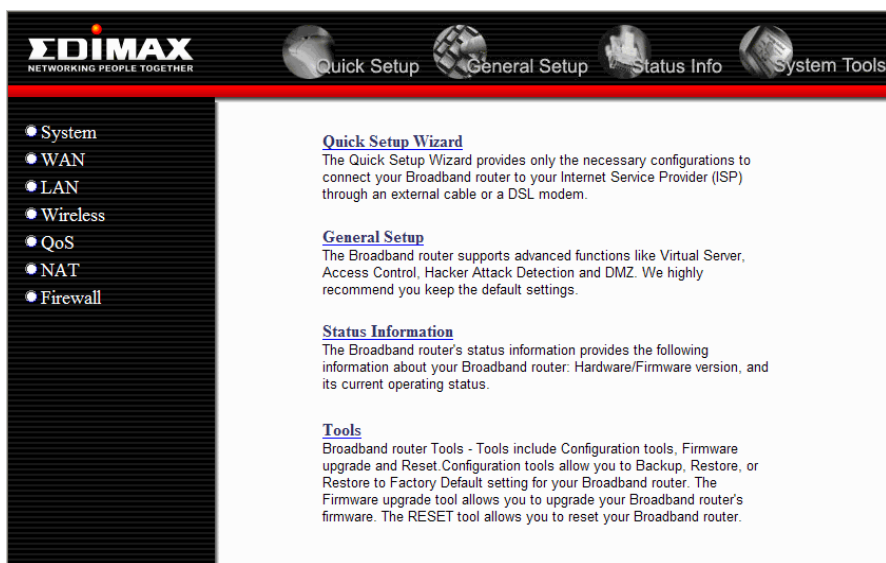 EDIMAX
NETWORKING PEOPLE TOGETHER
Quick Setup
General Setup
Status Info
System Tools
System
WAN
LAN
Wireless
QoS
NAT
Firewall
Quick Setup Wizard
The Quick Setup Wizard provides only the necessary configurations to
connect your Broadband router to your Internet Service Provider (ISP)
through an external cable or a DSL modem.
General Setup
The Broadband router supports advanced functions like Virtual Server,
Access Control, Hacker Attack Detection and DMZ. We highly
recommend you keep the default settings.
Status Information
The Broadband router's status information provides the following
information about your Broadband router: Hardware/Firmware version, and
its current operating status.
Tools
Broadband router Tools - Tools include Configuration tools, Firmware
upgrade and Reset.Configuration tools allow you to Backup, Restore, or
Restore to Factory Default setting for your Broadband router. The
Firmware upgrade tool allows you to upgrade your Broadband router's
firmware. The RESET tool allows you to reset your Broadband router.